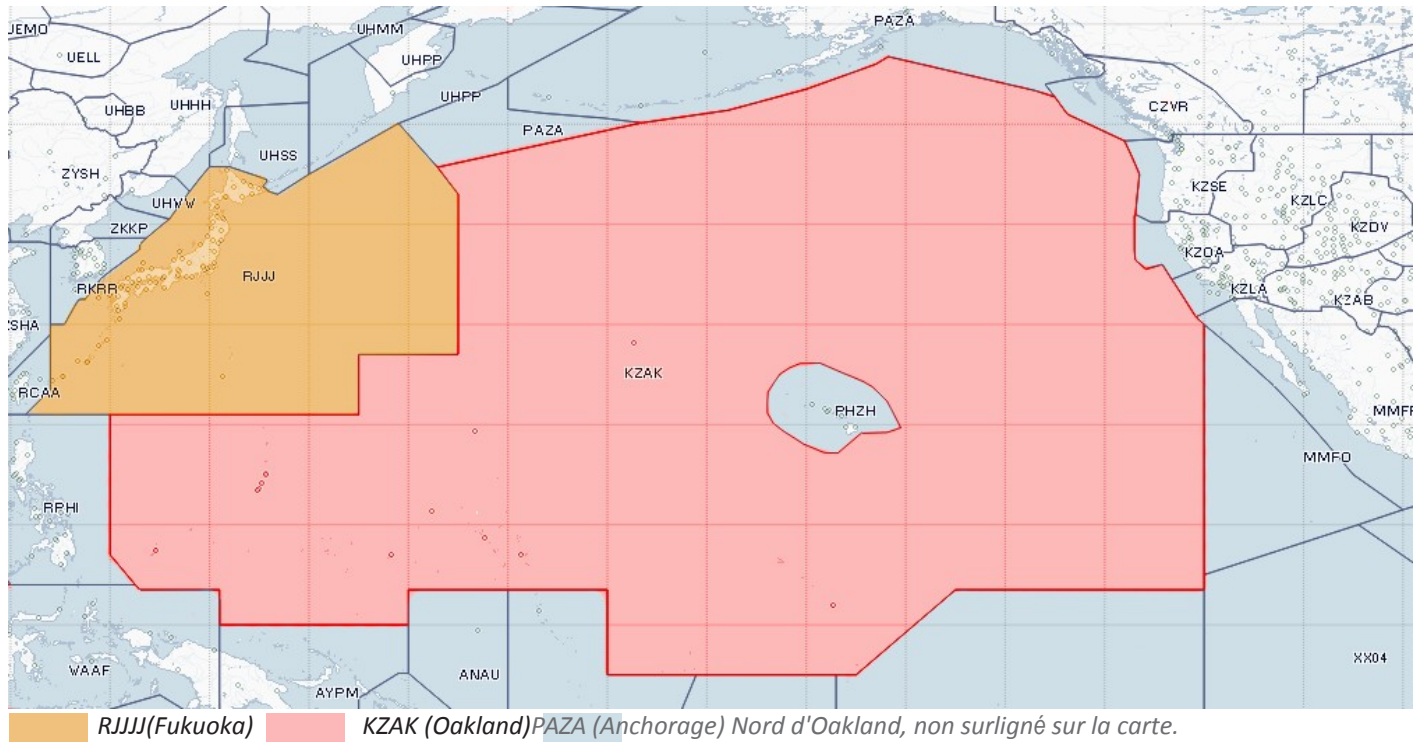 PAZA
UHMM
JEMO
UELL
UHPP
UHPP
UHBB
UHHH
CZVR
PAZA
UHSS
ZYSH
KZSE
KZLC
UHWW
KZDV
ZKKP
KZOA
RJJJ
RKRR
KZLA
KZAB
ZSHA
KZAK
RCAA
PHZH
MMFR
MMFO
RPHI
XX04
WAAF
ANAU
AYPM
RJJJJ(Fukuoka) KZAK (Oakland)PAZA (Anchorage) Nord d'Oakland, non surligné sur la carte.